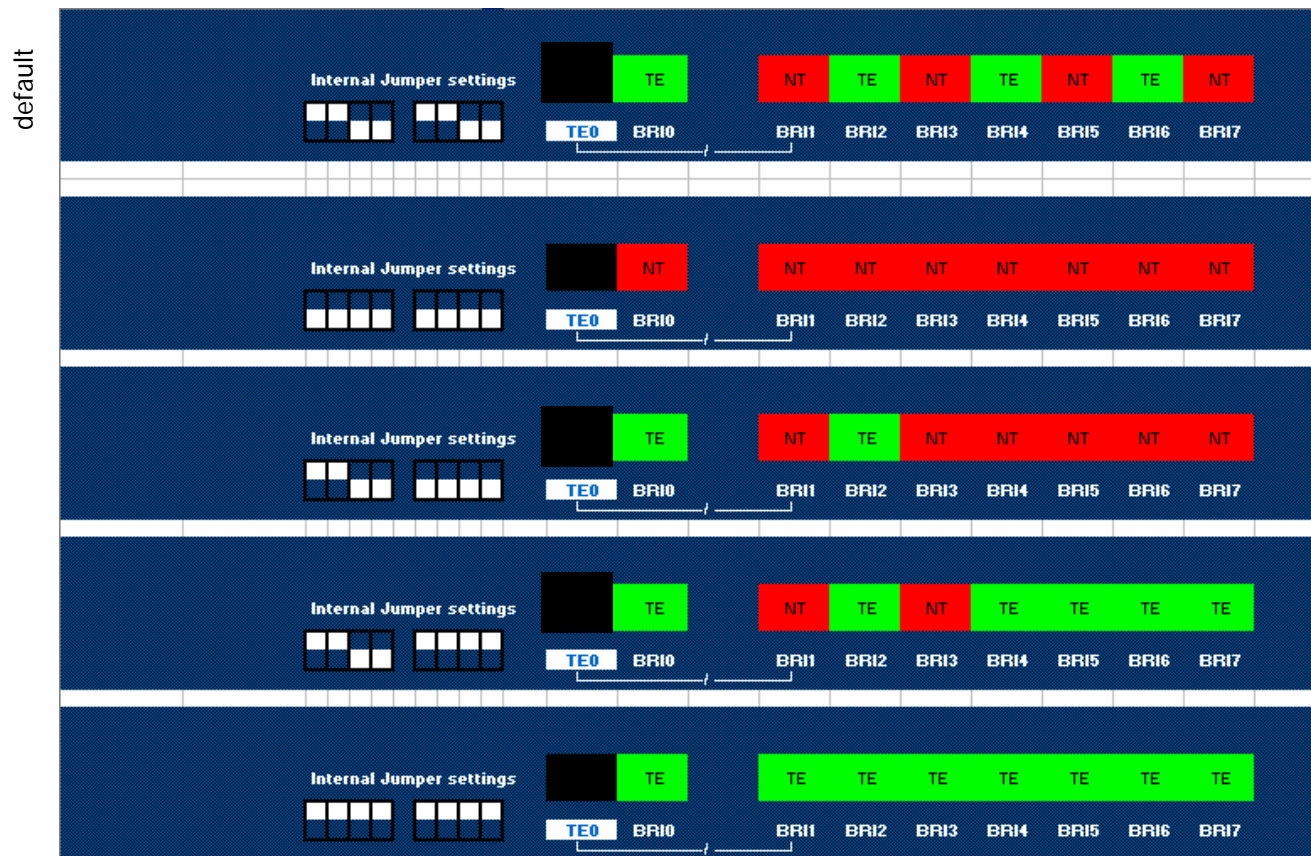 default
TE NT TE NT TE NT TE NT
Internal Jumper settings
TE0 BRI0 BRI1 BRI2 BRI3 BRI4 BRI5 BRI6 BRI7
NT NT NT NT NT NT NT NT
Internal Jumper settings
TE0 BRI0 BRI1 BRI2 BRI3 BRI4 BRI5 BRI6 BRI7
TE NT TE NT NT NT NT NT
Internal Jumper settings
TE0 BRI0 BRI1 BRI2 BRI3 BRI4 BRI5 BRI6 BRI7
TE NT TE NT TE TE TE TE
Internal Jumper settings
TE0 BRI0 BRI1 BRI2 BRI3 BRI4 BRI5 BRI6 BRI7
TE TE TE TE TE TE TE TE
Internal Jumper settings
TE0 BRI0 BRI1 BRI2 BRI3 BRI4 BRI5 BRI6 BRI7